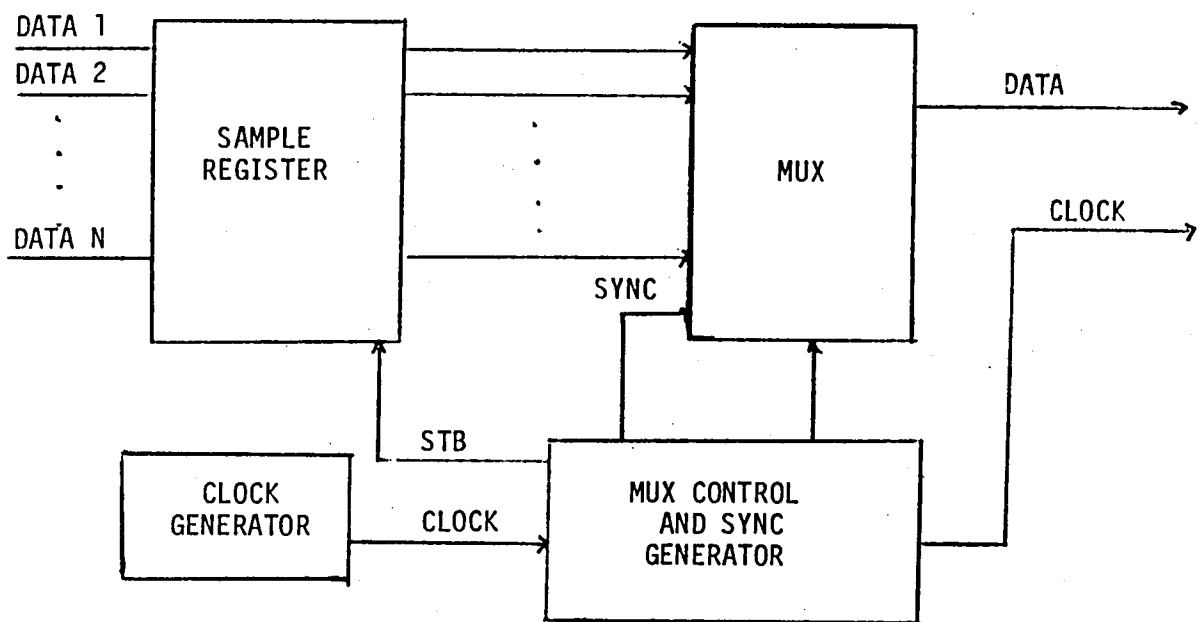 DATA 1
DATA 2
DATA N
SAMPLE
REGISTER
MUX
DATA
CLOCK
SYNC
STB
CLOCK
GENERATOR
CLOCK
MUX CONTROL
AND SYNC
GENERATOR